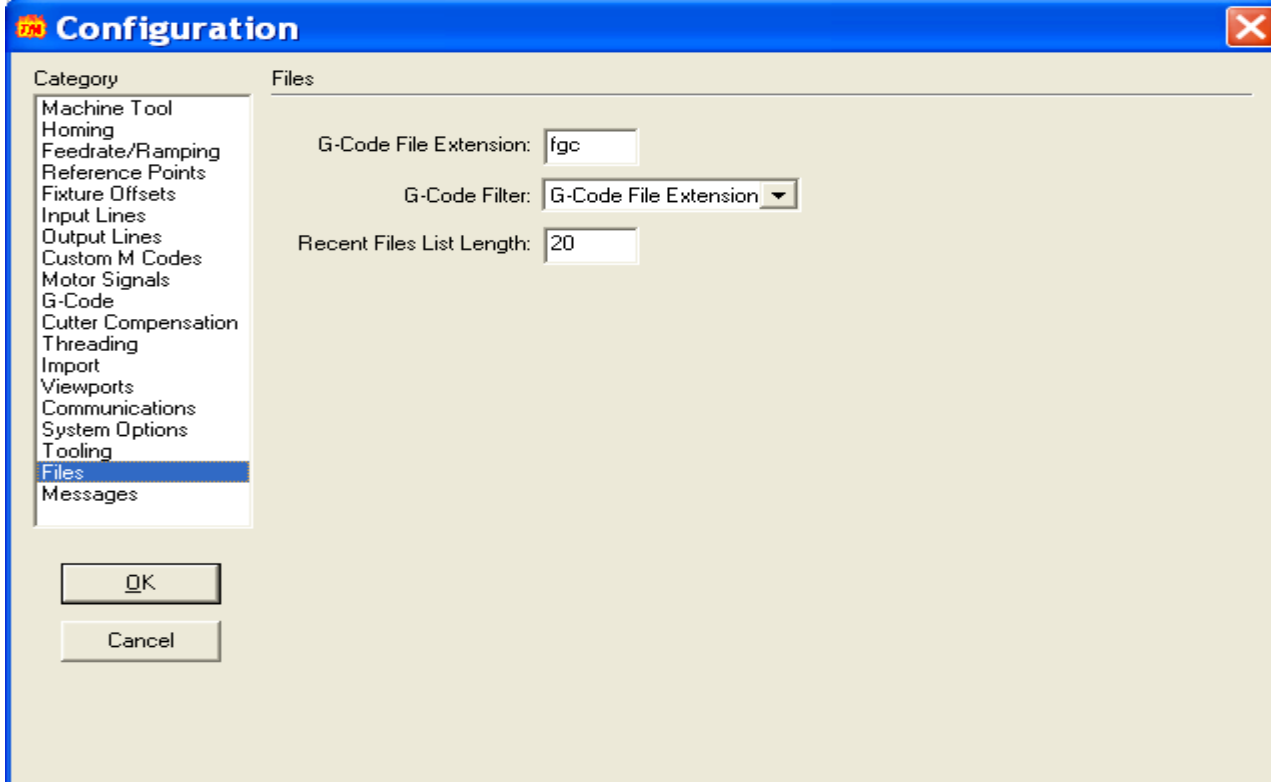 Configuration
Category
Machine Tool
Homing
Feedrate/Ramping
Reference Points
Fixture Offsets
Input Lines
Output Lines
Custom M Codes
Motor Signals
G-Code
Cutter Compensation
Threading
Import
Viewports
Communications
System Options
Tooling
Files
Messages
OK
Cancel
Files
G-Code File Extension: fgc
G-Code Filter: G-Code File Extension
Recent Files List Length: 20